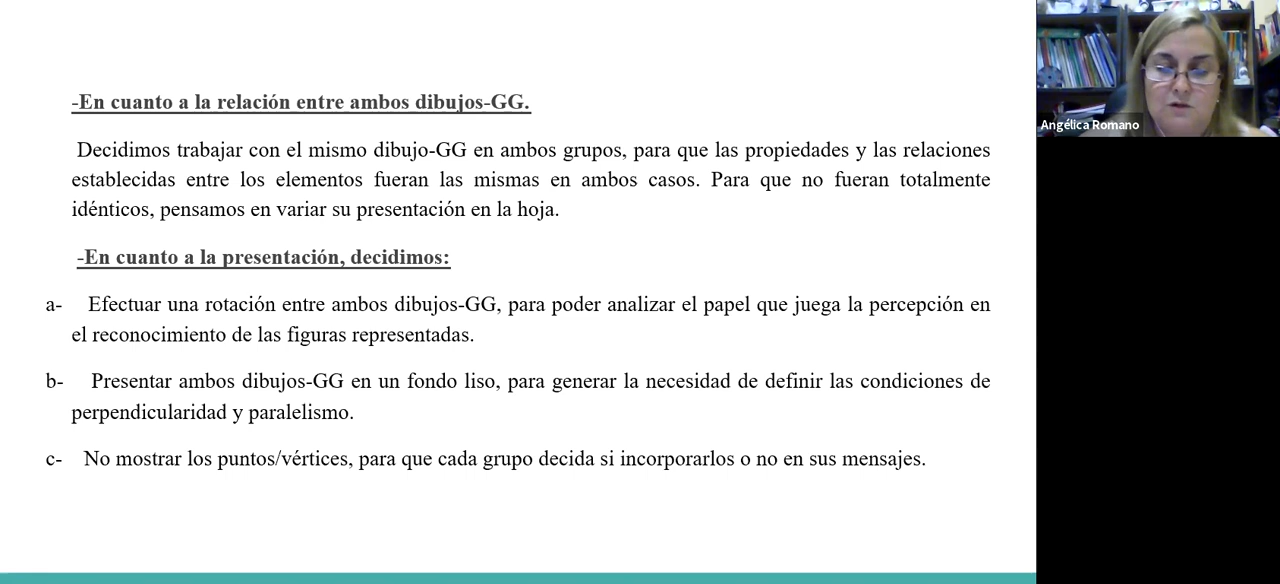 -En cuanto a la relación entre ambos dibujos-GG.
Decidimos trabajar con el mismo dibujo-GG en ambos grupos, para que las propiedades y las relaciones
establecidas entre los elementos fueran las mismas en ambos casos. Para que no fueran totalmente
idénticos, pensamos en variar su presentación en la hoja.
-En cuanto a la presentación, decidimos:
a- Efectuar una rotación entre ambos dibujos-GG, para poder analizar el papel que juega la percepción en
el reconocimiento de las figuras representadas.
b- Presentar ambos dibujos-GG en un fondo liso, para generar la necesidad de definir las condiciones de
perpendicularidad y paralelismo.
c- No mostrar los puntos/vértices, para que cada grupo decida si incorporarlos o no en sus mensajes.
Angélica Romano